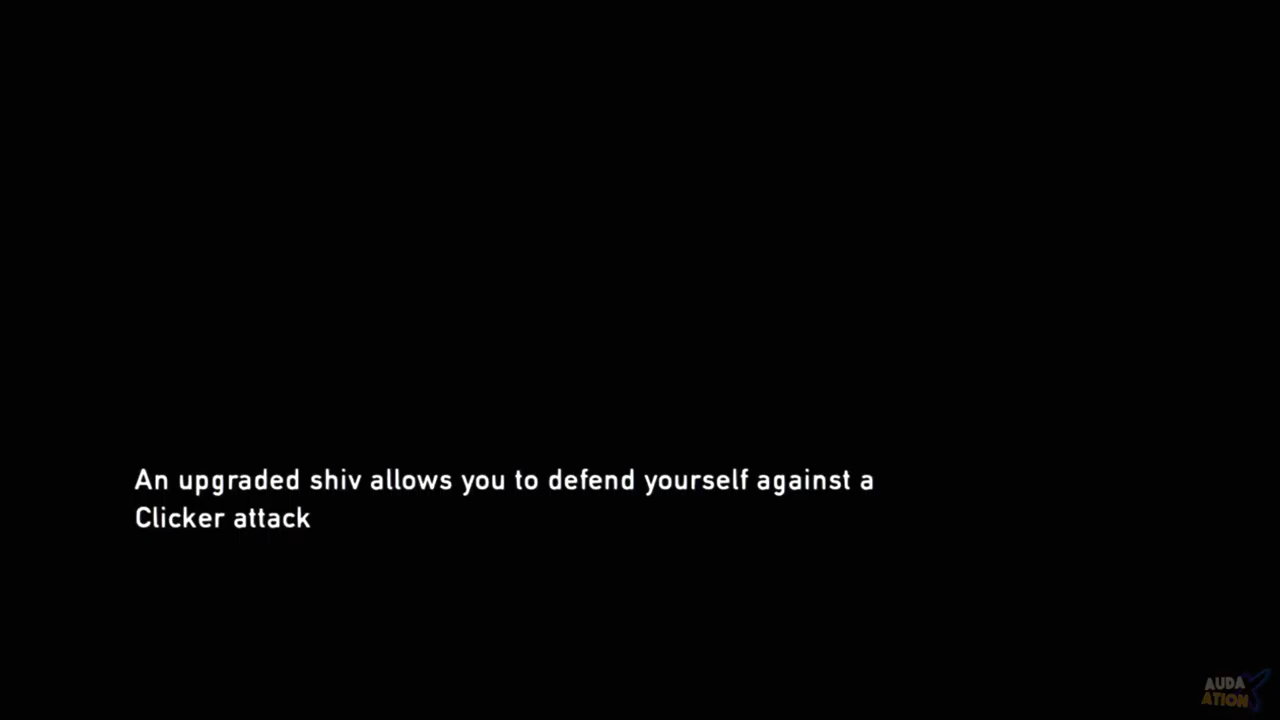 An upgraded shiv allows you to defend yourself against a
Clicker attack
AUDA
ATION